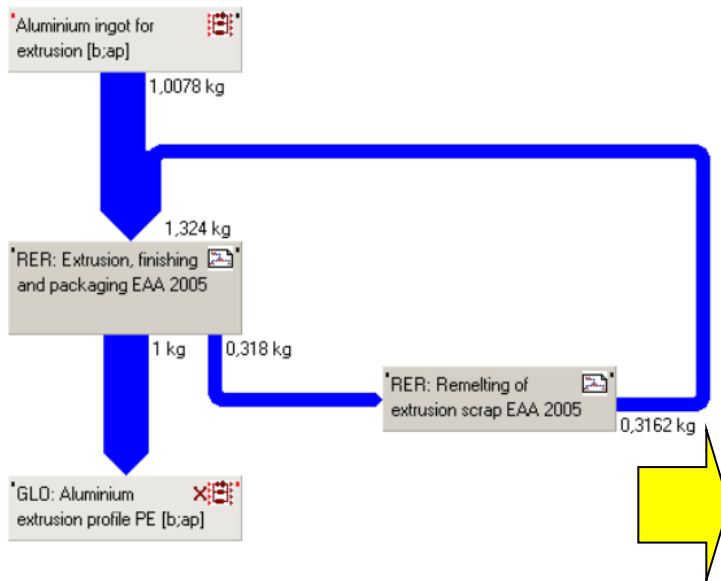 Aluminium ingot for
extrusion [b;ap]
1,0078 kg
1,324 kg
RER: Extrusion, finishing
and packaging EAA 2005
1 kg
0,318 kg
RER: Remelting of
extrusion scrap EAA 2005
0,3162 kg
GLO: Aluminium
extrusion profile PE [b;ap]